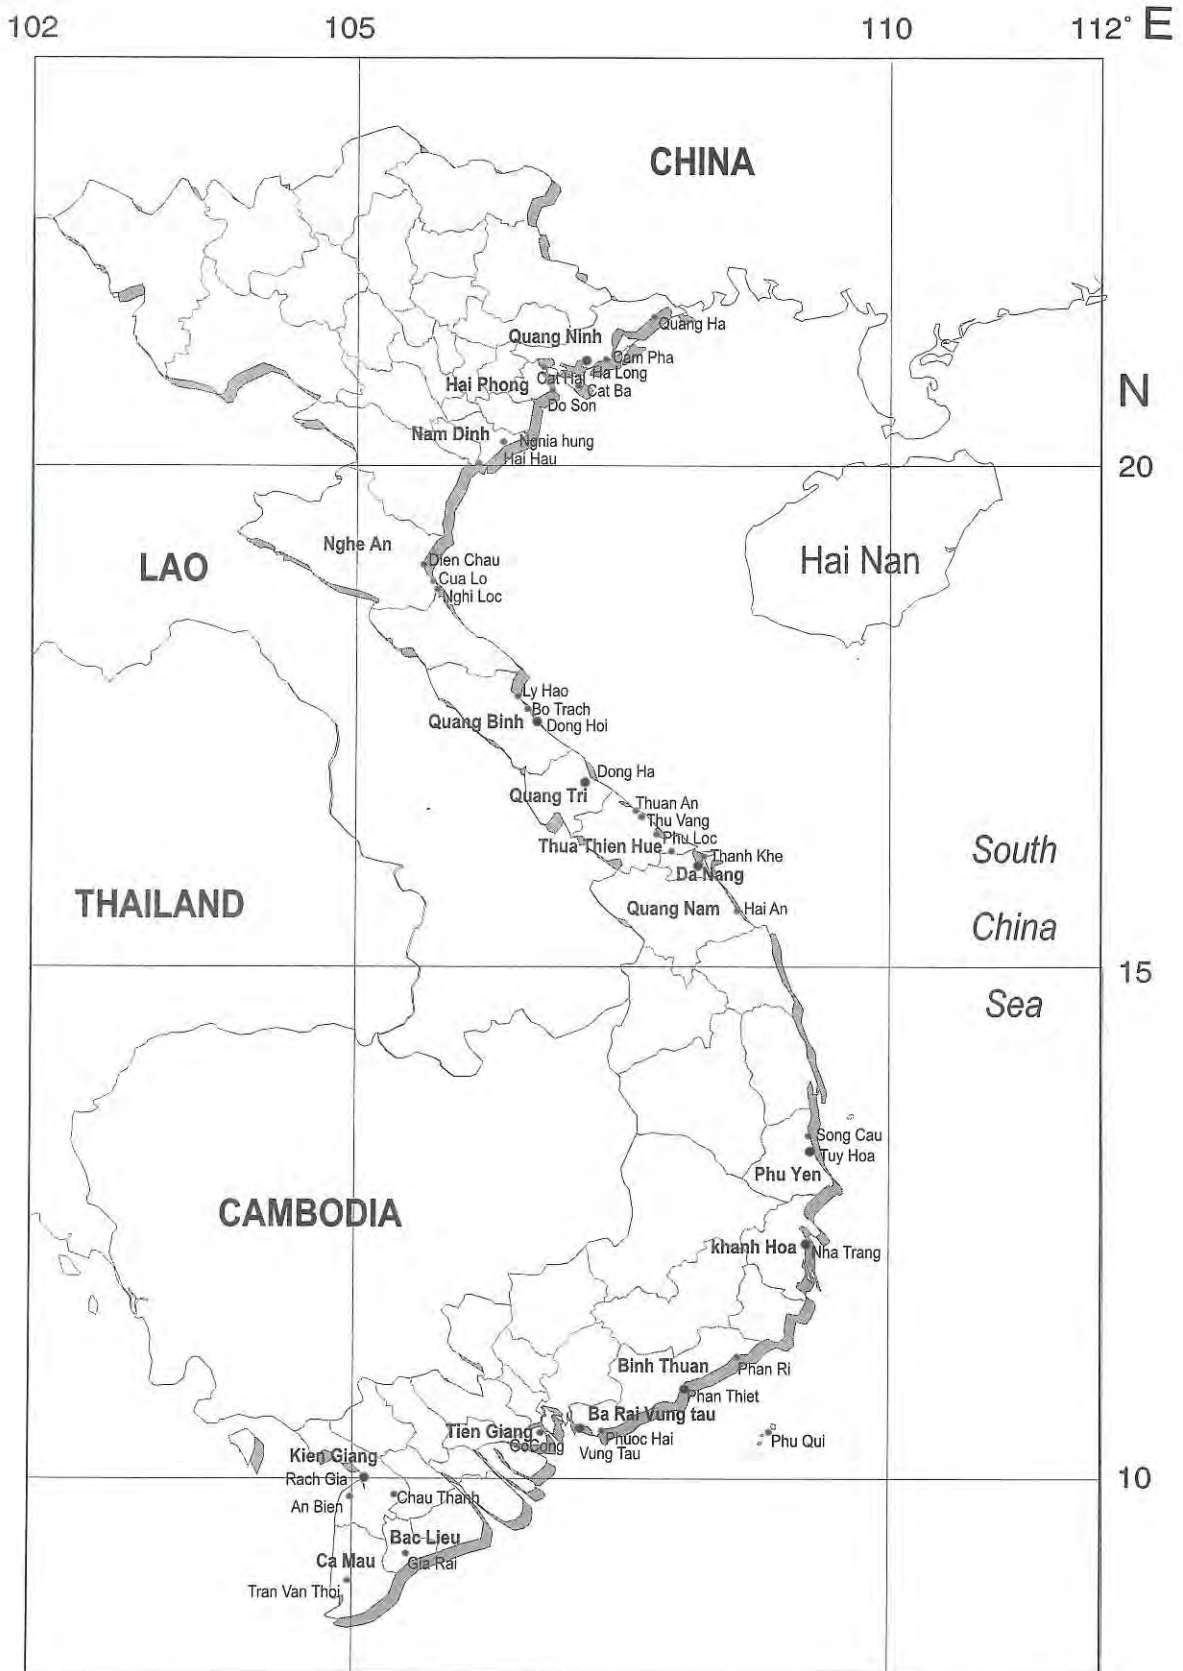 102 105 110 112° E
CHINA
Quang Ha
Quang Ninh
Cam Pha
Ha Long
Cat Hai
Hai Phong
Cat Ba
N
Do Son
Nam Dinh
Ngnia hung
Hai Hau
20
Nghe An
Dien Chau
LAO
Hai Nan
Cua Lo
Nghi Loc
Ly Hao
Bo Trach
Quang Binh
Dong Hoi
Dong Ha
Quang Tri
Thuan An
Thu Vang
Phu Loc
Thua Thien Hue
South
Thanh Khe
Da Nang
THAILAND
Quang Nam
Hai An
China
15
Sea
Song Cau
Tuy Hoa
Phu Yen
CAMBODIA
khanh Hoa
Nha Trang
Binh Thuan
Phan Ri
Phan Thiet
Ba Rai Vung tau
Tien Giang
Phuoc Hai
GoCong
Vung Tau
Phu Qui
Kien Giang
Rach Gia
10
An Bien
Chau Thanh
Bac Lieu
Ca Mau
Gia Rai
Tran Van Thoi